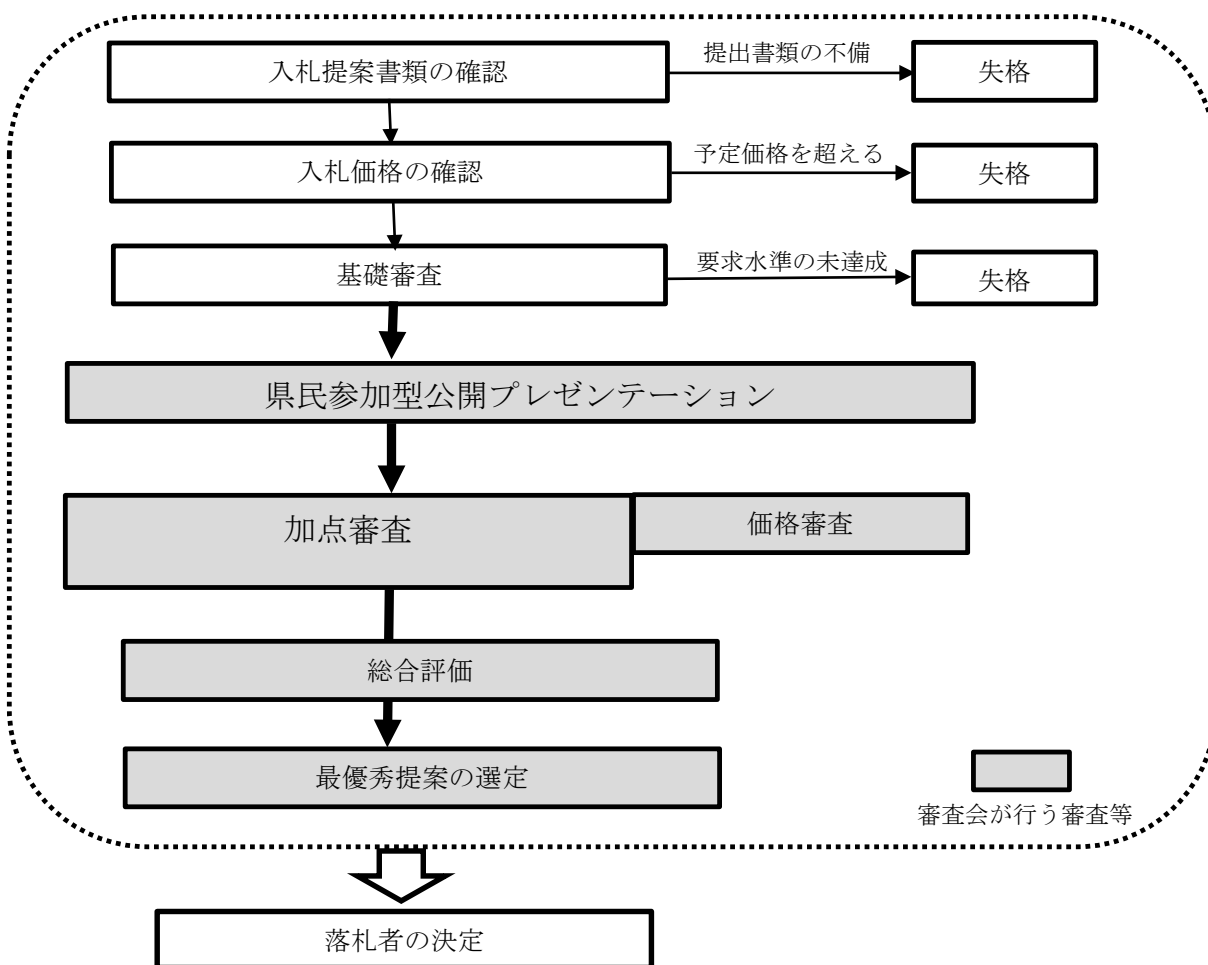 入札提案書類の確認
提出書類の不備
失格
入札価格の確認
予定価格を超える
失格
基礎審査
要求水準の未達成
失格
県民参加型公開プレゼンテーション
加点審査
価格審査
総合評価
最優秀提案の選定
審査会が行う審査等
落札者の決定